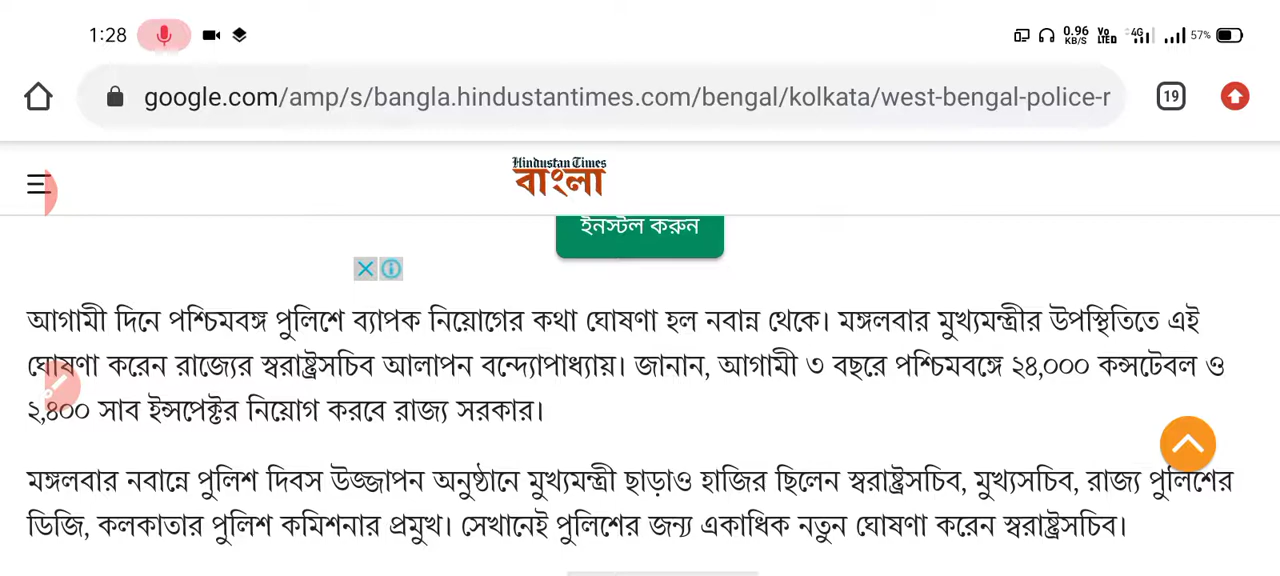 1:28
0.96 KB/S Vo LTED 4G 57%
google.com/amp/s/bangla.hindustantimes.com/bengal/kolkata/west-bengal-police-r
19
Hindustan Times
বাংলা
ইনস্টল করুন
আগামী দিনে পশ্চিমবঙ্গ পুলিশে ব্যাপক নিয়োগের কথা ঘোষণা হল নবান্ন থেকে। মঙ্গলবার মুখ্যমন্ত্রীর উপস্থিতিতে এই
ঘোষণা করেন রাজ্যের স্বরাষ্ট্রসচিব আলাপন বন্দ্যোপাধ্যায়। জানান, আগামী ৩ বছরে পশ্চিমবঙ্গে ২৪,০০০ কন্সটেবল ও
২,৪০০ সাব ইন্সপেক্টর নিয়োগ করবে রাজ্য সরকার।
মঙ্গলবার নবান্নে পুলিশ দিবস উজ্জাপন অনুষ্ঠানে মুখ্যমন্ত্রী ছাড়াও হাজির ছিলেন স্বরাষ্ট্রসচিব, মুখ্যসচিব, রাজ্য পুলিশের
ডিজি, কলকাতার পুলিশ কমিশনার প্রমুখ। সেখানেই পুলিশের জন্য একাধিক নতুন ঘোষণা করেন স্বরাষ্ট্রসচিব।